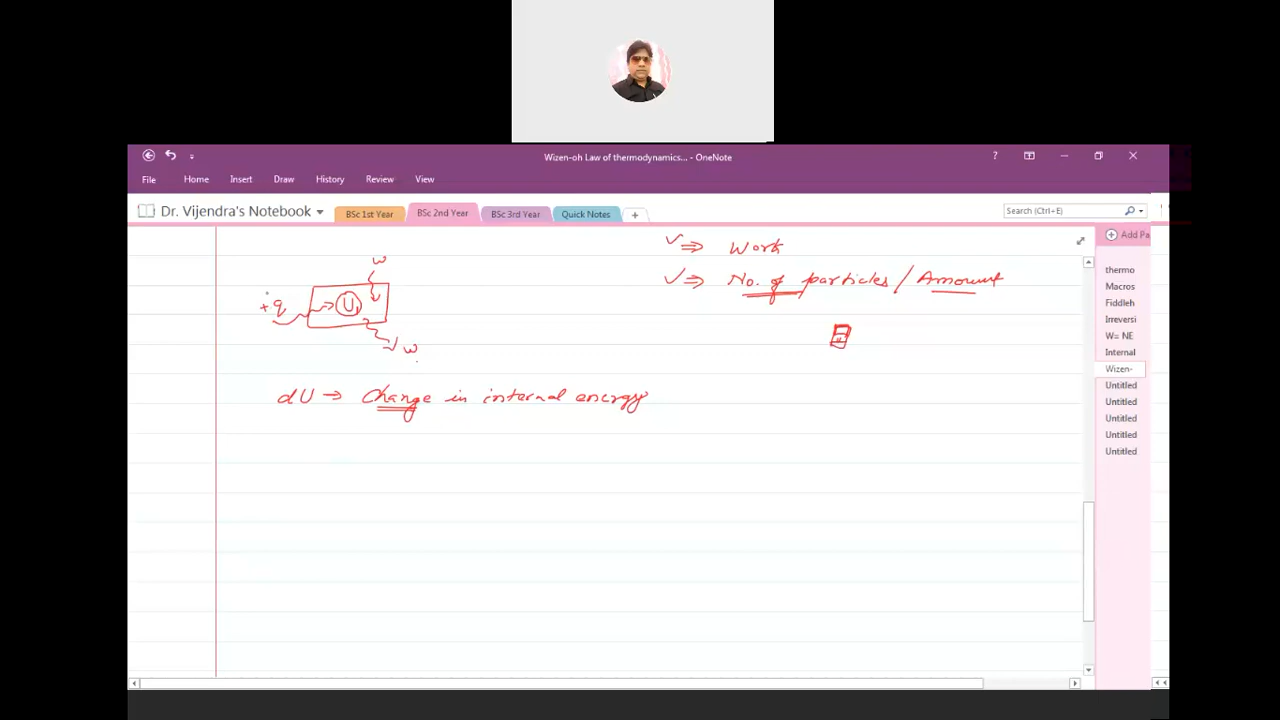 Wizen-oh Law of thermodynamics... - OneNote
?
File Home Insert Draw History Review View
Dr. Vijendra's Notebook
BSc 1st Year BSc 2nd Year BSc 3rd Year Quick Notes +
Search (Ctrl+E)
Add Pa
✓⇒ Work
✓⇒ No. of particles / Amount
w
+q
U1
w
dU → Change in internal energy
thermo
Macros
Fiddleh
Irreversi
W= NE
Internal
Wizen-
Untitled
Untitled
Untitled
Untitled
Untitled